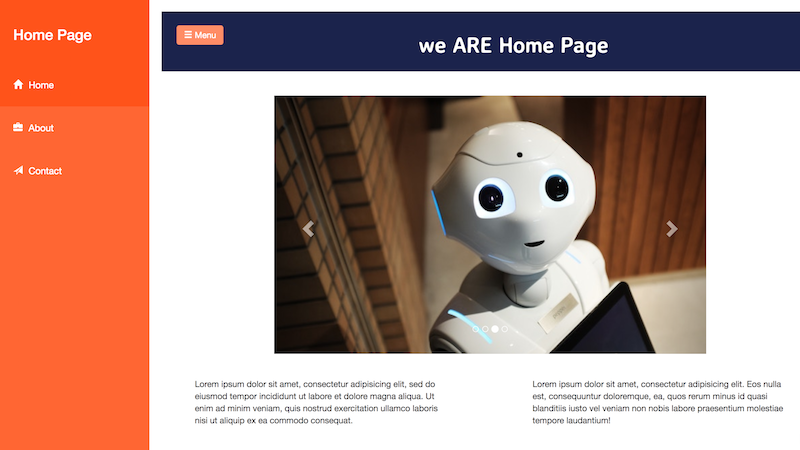 Home Page
Home
About
Contact
Menu
we ARE Home Page
Lorem ipsum dolor sit amet, consectetur adipisicing elit, sed do
eiusmod tempor incididunt ut labore et dolore magna aliqua. Ut
enim ad minim veniam, quis nostrud exercitation ullamco laboris
nisi ut aliquip ex ea commodo consequat.
Lorem ipsum dolor sit amet, consectetur adipisicing elit. Eos nulla
est, consequuntur doloremque, ea, quos rerum minus id quasi
blanditiis iusto vel veniam non nobis labore praesentium molestiae
tempore laudantium!